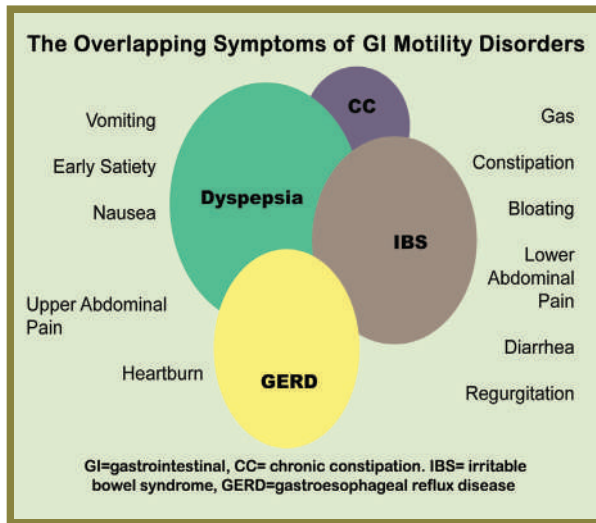 The Overlapping Symptoms of GI Motility Disorders
CC
Vomiting
Early Satiety
Nausea
Dyspepsia
Upper Abdominal
Pain
Heartburn
GERD
IBS
Gas
Constipation
Bloating
Lower
Abdominal
Pain
Diarrhea
Regurgitation
GI=gastrointestinal, CC= chronic constipation. IBS= irritable
bowel syndrome, GERD=gastroesophageal reflux disease